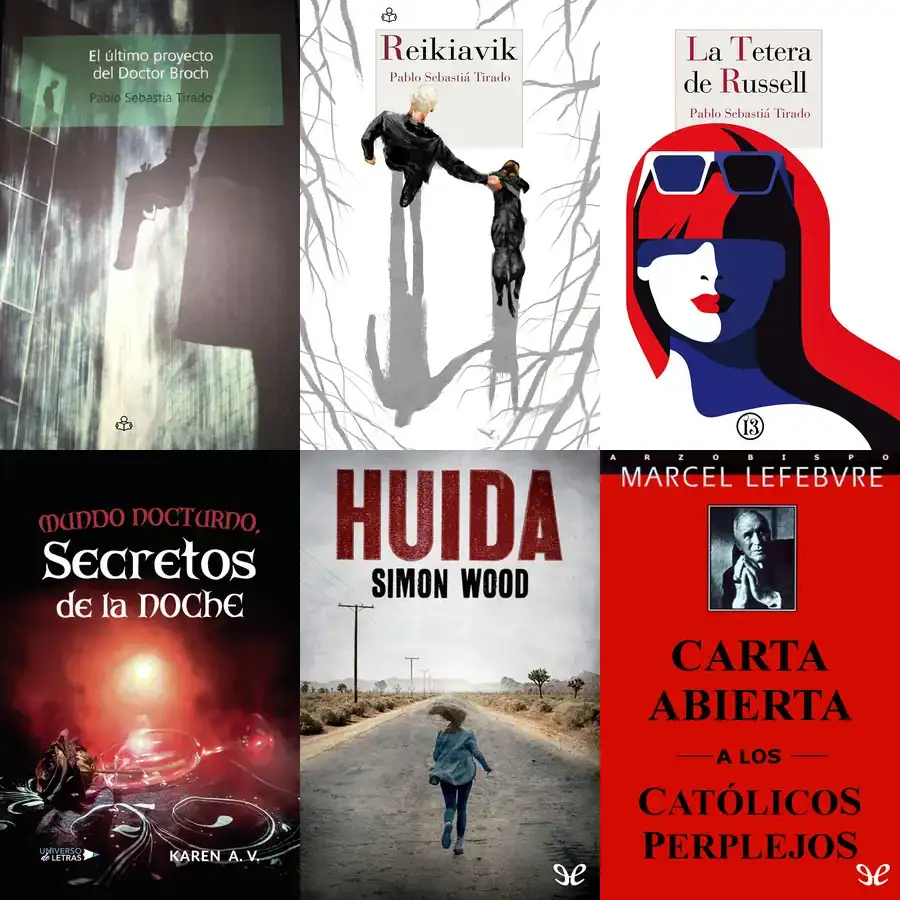 El último proyecto
del Doctor Broch
Pablo Sebastiá Tirado
Reikiavik
Pablo Sebastiá Tirado
La Tetera
de Russell
Pablo Sebastiá Tirado
13
MUNDO NOCTURNO,
Secretos
de la NOCHE
UNIVERSO
de LETRAS
KAREN A. V.
HUIDA
SIMON WOOD
ARZOBISPO
MARCEL LEFEBVRE
CARTA
ABIERTA
A LOS
CATÓLICOS
PERPLEJOS